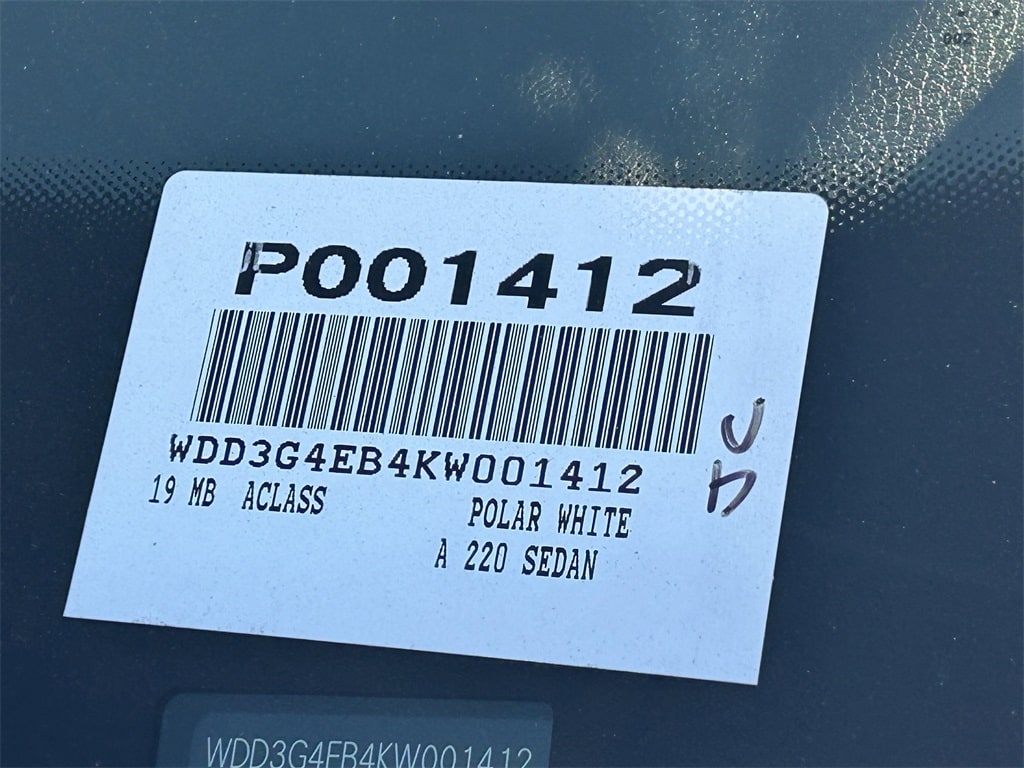 P001412
WDD3G4EB4KW001412
19 MB ACLASS
POLAR WHITE
A 220 SEDAN
WDD3G4EB4KW001412